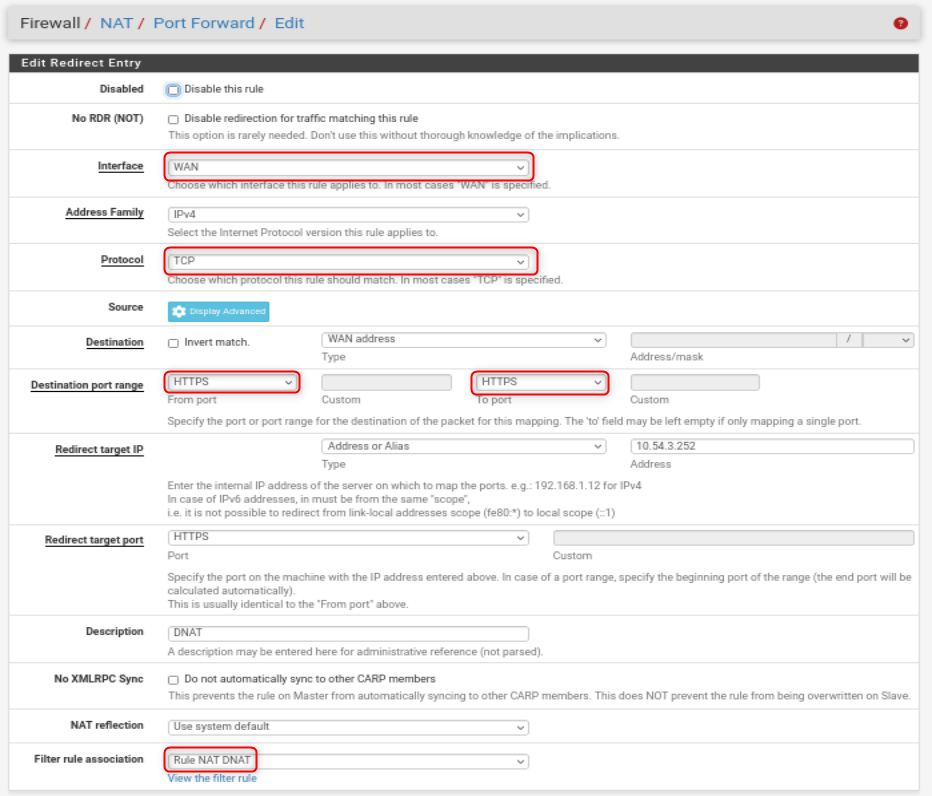 Firewall / NAT / Port Forward / Edit
?
Edit Redirect Entry
Disabled
Disable this rule
No RDR (NOT)
Disable redirection for traffic matching this rule
This option is rarely needed. Don't use this without thorough knowledge of the implications.
Interface
WAN
Choose which interface this rule applies to. In most cases "WAN" is specified.
Address Family
IPv4
Select the Internet Protocol version this rule applies to.
Protocol
TCP
Choose which protocol this rule should match. In most cases "TCP" is specified.
Source
Display Advanced
Destination
Invert match.
WAN address
/
Type
Address/mask
Destination port range
HTTPS
HTTPS
From port
Custom
To port
Custom
Specify the port or port range for the destination of the packet for this mapping. The 'to' field may be left empty if only mapping a single port.
Redirect target IP
Address or Alias
10.54.3.252
Type
Address
Enter the internal IP address of the server on which to map the ports. e.g.: 192.168.1.12 for IPv4
In case of IPv6 addresses, in must be from the same "scope",
i.e. it is not possible to redirect from link-local addresses scope (fe80:*) to local scope (::1)
Redirect target port
HTTPS
Port
Custom
Specify the port on the machine with the IP address entered above. In case of a port range, specify the beginning port of the range (the end port will be
calculated automatically).
This is usually identical to the "From port" above.
Description
DNAT
A description may be entered here for administrative reference (not parsed).
No XMLRPC Sync
Do not automatically sync to other CARP members
This prevents the rule on Master from automatically syncing to other CARP members. This does NOT prevent the rule from being overwritten on Slave.
NAT reflection
Use system default
Filter rule association
Rule NAT DNAT
View the filter rule